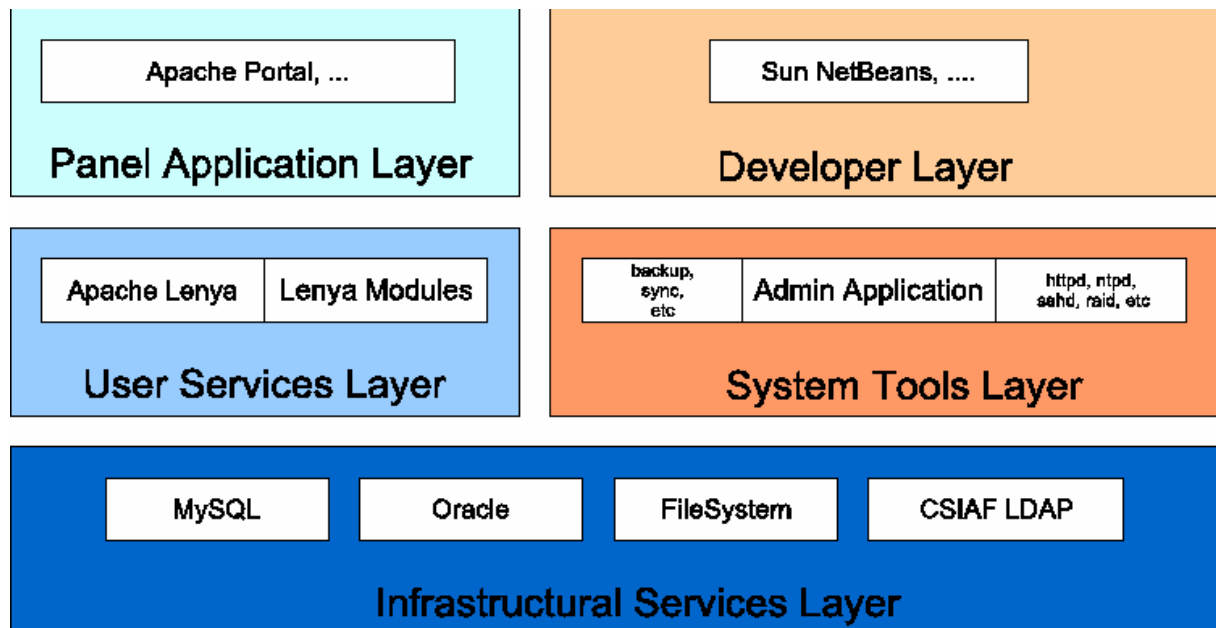 Apache Portal, ...
Panel Application Layer
Sun NetBeans, ....
Developer Layer
Apache Lenya
Lenya Modules
User Services Layer
backup,
sync,
etc
Admin Application
httpd, ntpd,
sshd, raid, etc
System Tools Layer
MySQL
Oracle
FileSystem
CSIAF LDAP
Infrastructural Services Layer